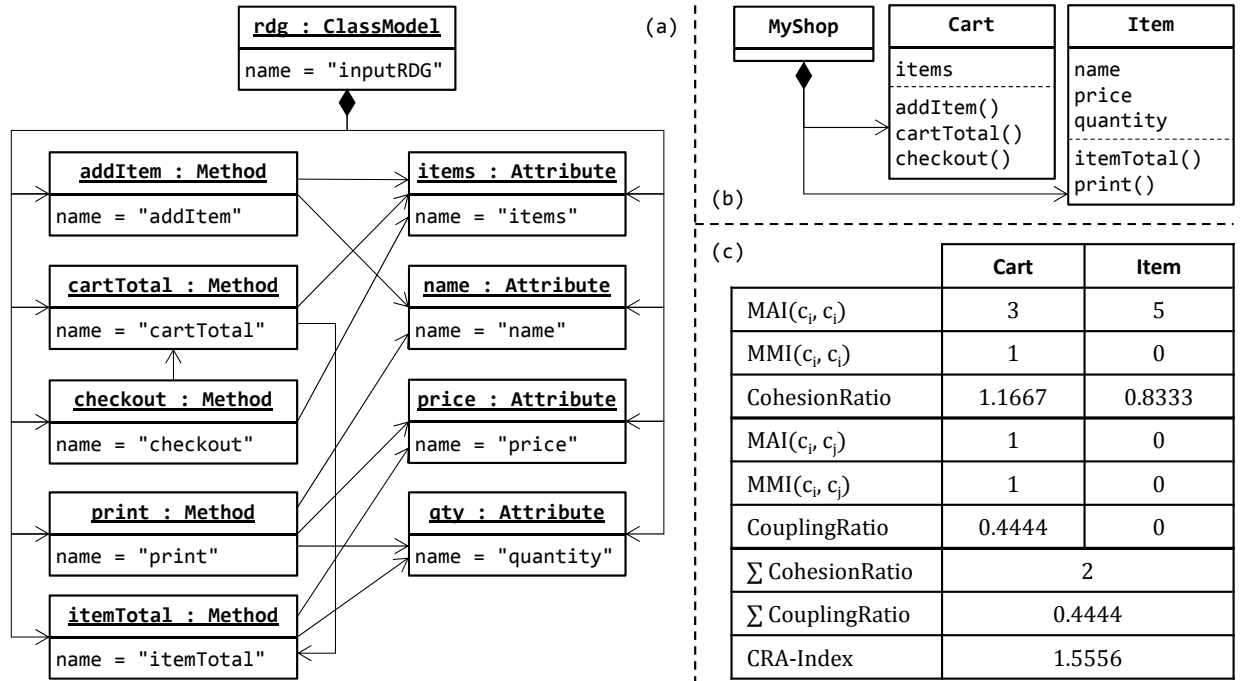 rdg : ClassModel
name = "inputRDG"
(a)
addItem : Method
name = "addItem"
items : Attribute
name = "items"
cartTotal : Method
name = "cartTotal"
name : Attribute
name = "name"
checkout : Method
name = "checkout"
price : Attribute
name = "price"
print : Method
name = "print"
qty : Attribute
name = "quantity"
itemTotal : Method
name = "itemTotal"
MyShop
Cart
items
addItem()
cartTotal()
checkout()
Item
name
price
quantity
itemTotal()
print()
(b)
(c)
Cart Item
MAI(cᵢ, cᵢ) 3 5
MMI(cᵢ, cᵢ) 1 0
CohesionRatio 1.1667 0.8333
MAI(cᵢ, cⱼ) 1 0
MMI(cᵢ, cⱼ) 1 0
CouplingRatio 0.4444 0
∑ CohesionRatio 2
∑ CouplingRatio 0.4444
CRA-Index 1.5556